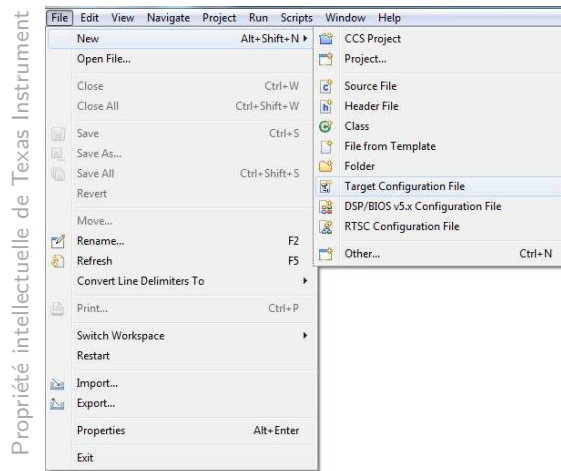 Propriété intellectuelle de Texas Instrument
File Edit View Navigate Project Run Scripts Window Help
New Alt+Shift+N
Open File...
Close Ctrl+W
Close All Ctrl+Shift+W
Save Ctrl+S
Save As...
Save All Ctrl+Shift+S
Revert
Move...
Rename... F2
Refresh F5
Convert Line Delimiters To
Print... Ctrl+P
Switch Workspace
Restart
Import...
Export...
Properties Alt+Enter
Exit
CCS Project
Project...
Source File
Header File
Class
File from Template
Folder
Target Configuration File
DSP/BIOS v5.x Configuration File
RTSC Configuration File
Other... Ctrl+N